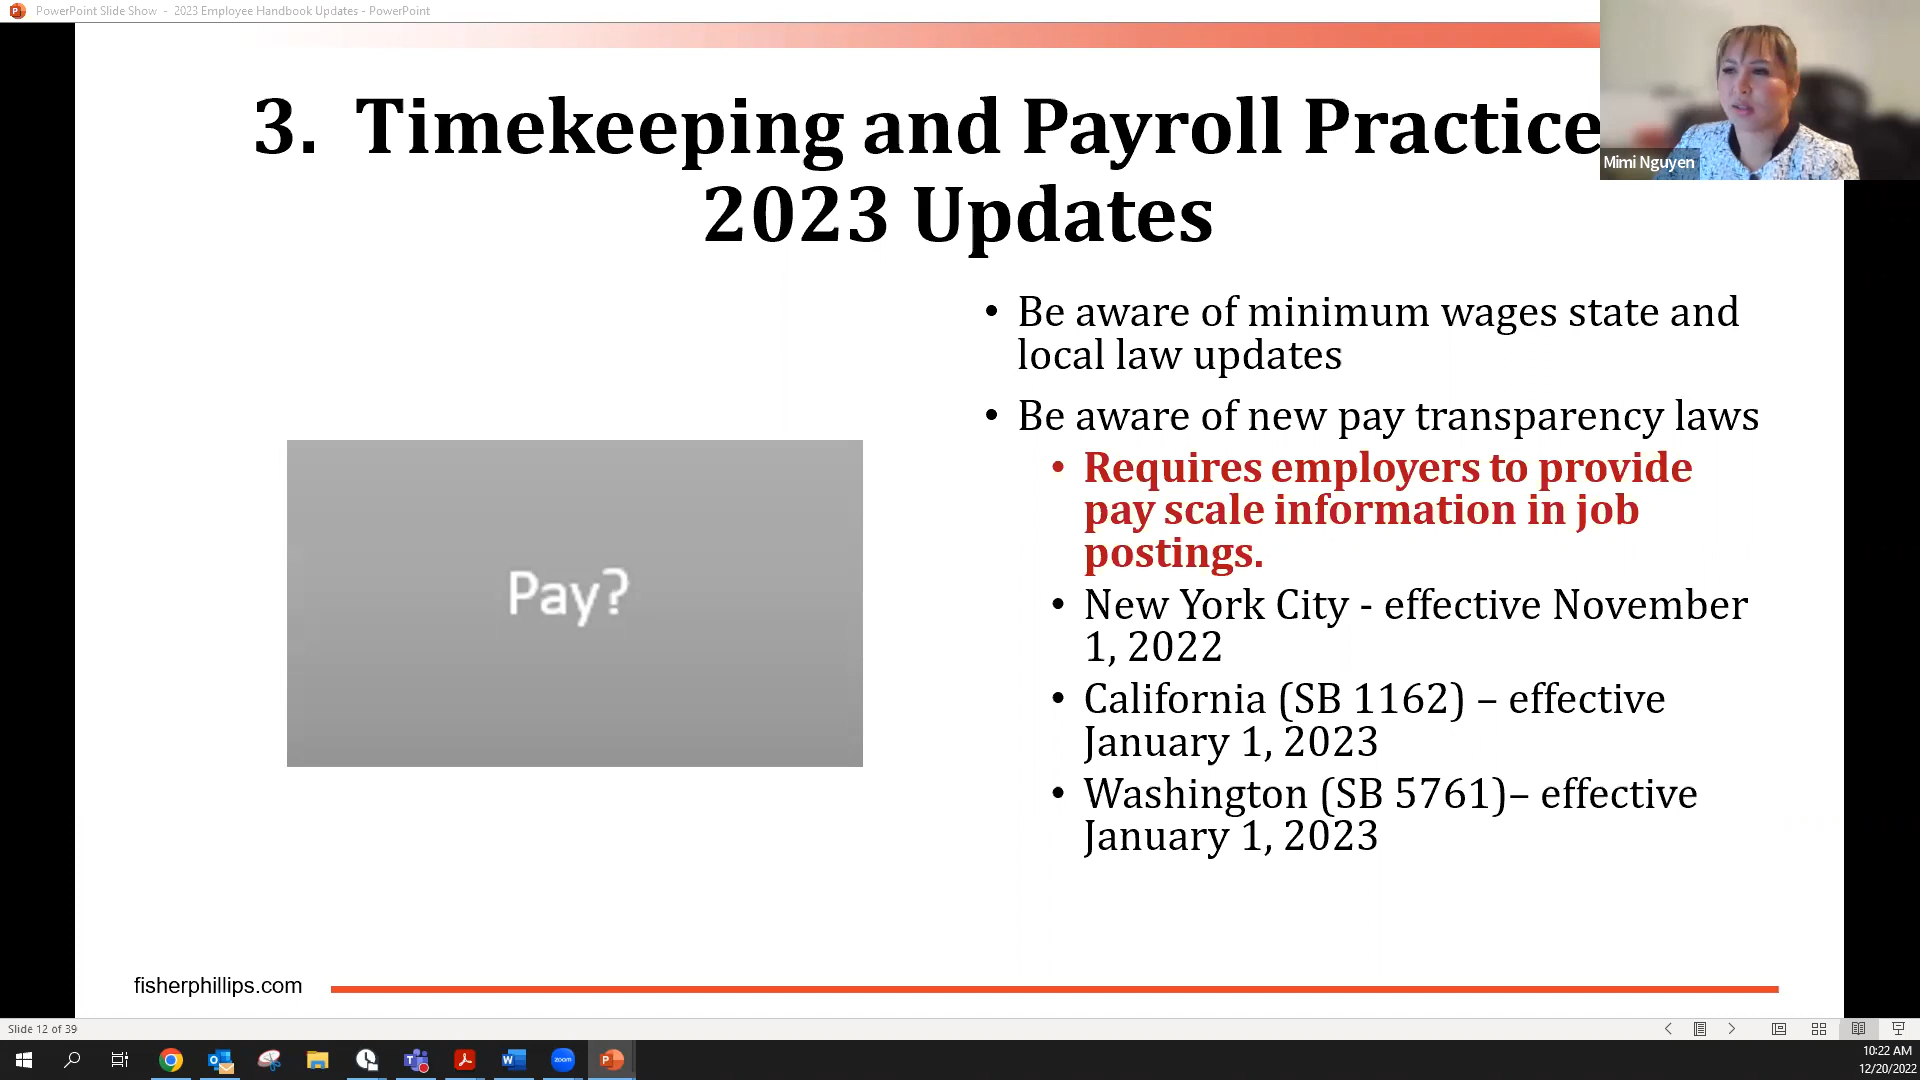 PowerPoint Slide Show - 2023 Employee Handbook Updates - PowerPoint
3. Timekeeping and Payroll Practice
2023 Updates
Mimi Nguyen
• Be aware of minimum wages state and
local law updates
• Be aware of new pay transparency laws
• Requires employers to provide
pay scale information in job
postings.
• New York City - effective November
1, 2022
• California (SB 1162) – effective
January 1, 2023
• Washington (SB 5761)– effective
January 1, 2023
Pay?
fisherphillips.com
Slide 12 of 39
zoom
10:22 AM
12/20/2022